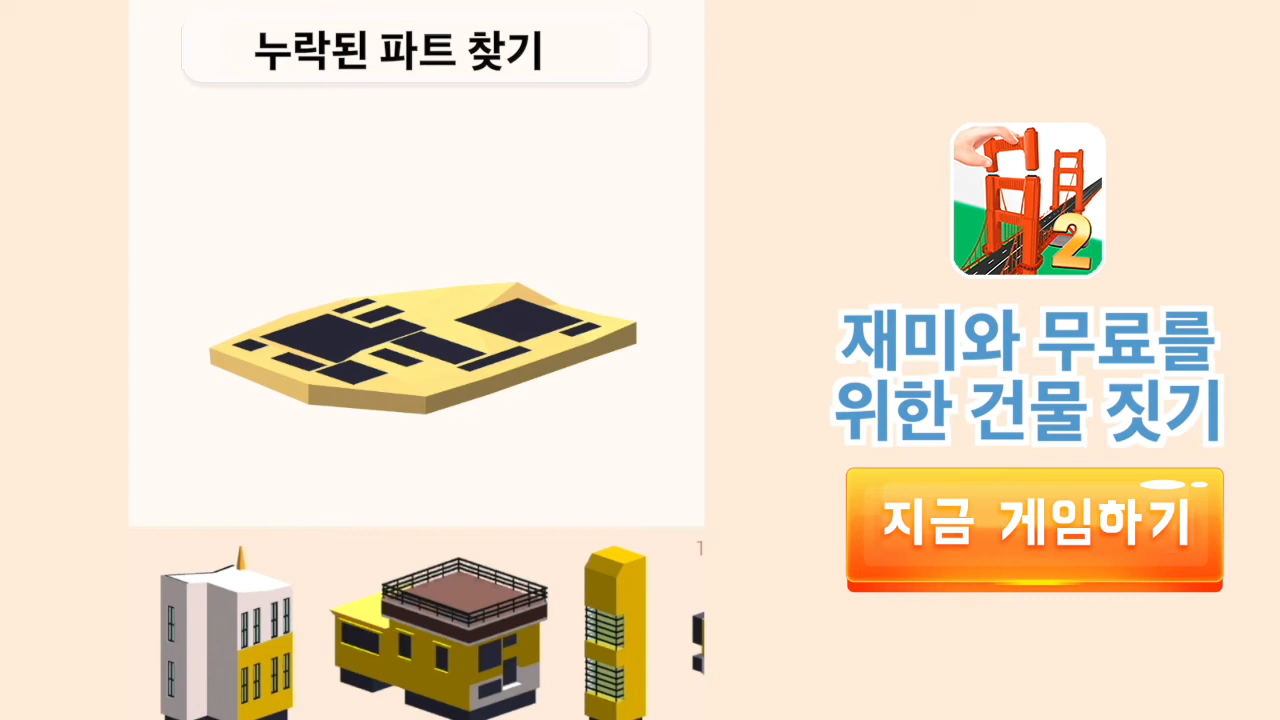 누락된 파트 찾기
2
재미와 무료를
위한 건물 짓기
지금 게임하기